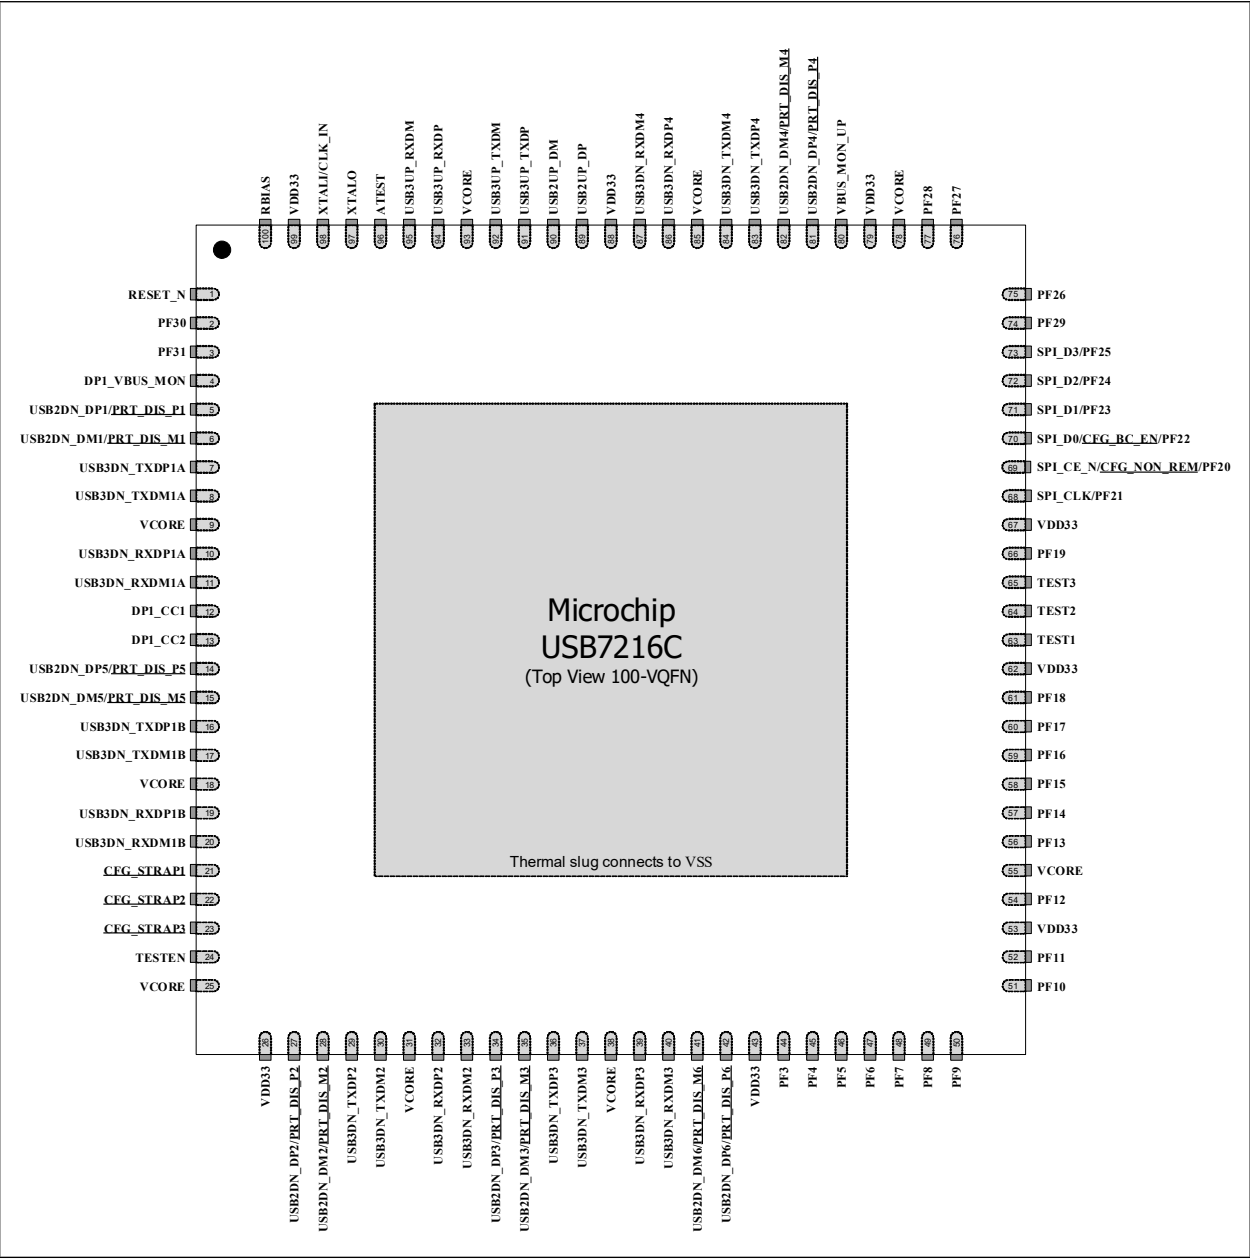 RBIAS
VDD33
XTALI/CLK_IN
XTALO
ATEST
USB3UP_RXDM
USB3UP_RXDP
VCORE
USB3UP_TXDM
USB3UP_TXDP
USB2UP_DM
USB2UP_DP
VDD33
USB3DN_RXDM4
USB3DN_RXDP4
VCORE
USB3DN_TXDM4
USB3DN_TXDP4
USB2DN_DM4/PRT_DIS_M4
USB2DN_DP4/PRT_DIS_P4
VBUS_MON_UP
VDD33
VCORE
PF28
PF27
100
99
98
97
96
95
94
93
92
91
90
89
88
87
86
85
84
83
82
81
80
79
78
77
76
RESET_N 1
PF30 2
PF31 3
DP1_VBUS_MON 4
USB2DN_DP1/PRT_DIS_P1 5
USB2DN_DM1/PRT_DIS_M1 6
USB3DN_TXDP1A 7
USB3DN_TXDM1A 8
VCORE 9
USB3DN_RXDP1A 10
USB3DN_RXDM1A 11
DP1_CC1 12
DP1_CC2 13
USB2DN_DP5/PRT_DIS_P5 14
USB2DN_DM5/PRT_DIS_M5 15
USB3DN_TXDP1B 16
USB3DN_TXDM1B 17
VCORE 18
USB3DN_RXDP1B 19
USB3DN_RXDM1B 20
CFG_STRAP1 21
CFG_STRAP2 22
CFG_STRAP3 23
TESTEN 24
VCORE 25
Microchip
USB7216C
(Top View 100-VQFN)
Thermal slug connects to VSS
75 PF26
74 PF29
73 SPI_D3/PF25
72 SPI_D2/PF24
71 SPI_D1/PF23
70 SPI_D0/CFG_BC_EN/PF22
69 SPI_CE_N/CFG_NON_REM/PF20
68 SPI_CLK/PF21
67 VDD33
66 PF19
65 TEST3
64 TEST2
63 TEST1
62 VDD33
61 PF18
60 PF17
59 PF16
58 PF15
57 PF14
56 PF13
55 VCORE
54 PF12
53 VDD33
52 PF11
51 PF10
26
27
28
29
30
31
32
33
34
35
36
37
38
39
40
41
42
43
44
45
46
47
48
49
50
VDD33
USB2DN_DP2/PRT_DIS_P2
USB2DN_DM2/PRT_DIS_M2
USB3DN_TXDP2
USB3DN_TXDM2
VCORE
USB3DN_RXDP2
USB3DN_RXDM2
USB2DN_DP3/PRT_DIS_P3
USB2DN_DM3/PRT_DIS_M3
USB3DN_TXDP3
USB3DN_TXDM3
VCORE
USB3DN_RXDP3
USB3DN_RXDM3
USB2DN_DM6/PRT_DIS_M6
USB2DN_DP6/PRT_DIS_P6
VDD33
PF3
PF4
PF5
PF6
PF7
PF8
PF9